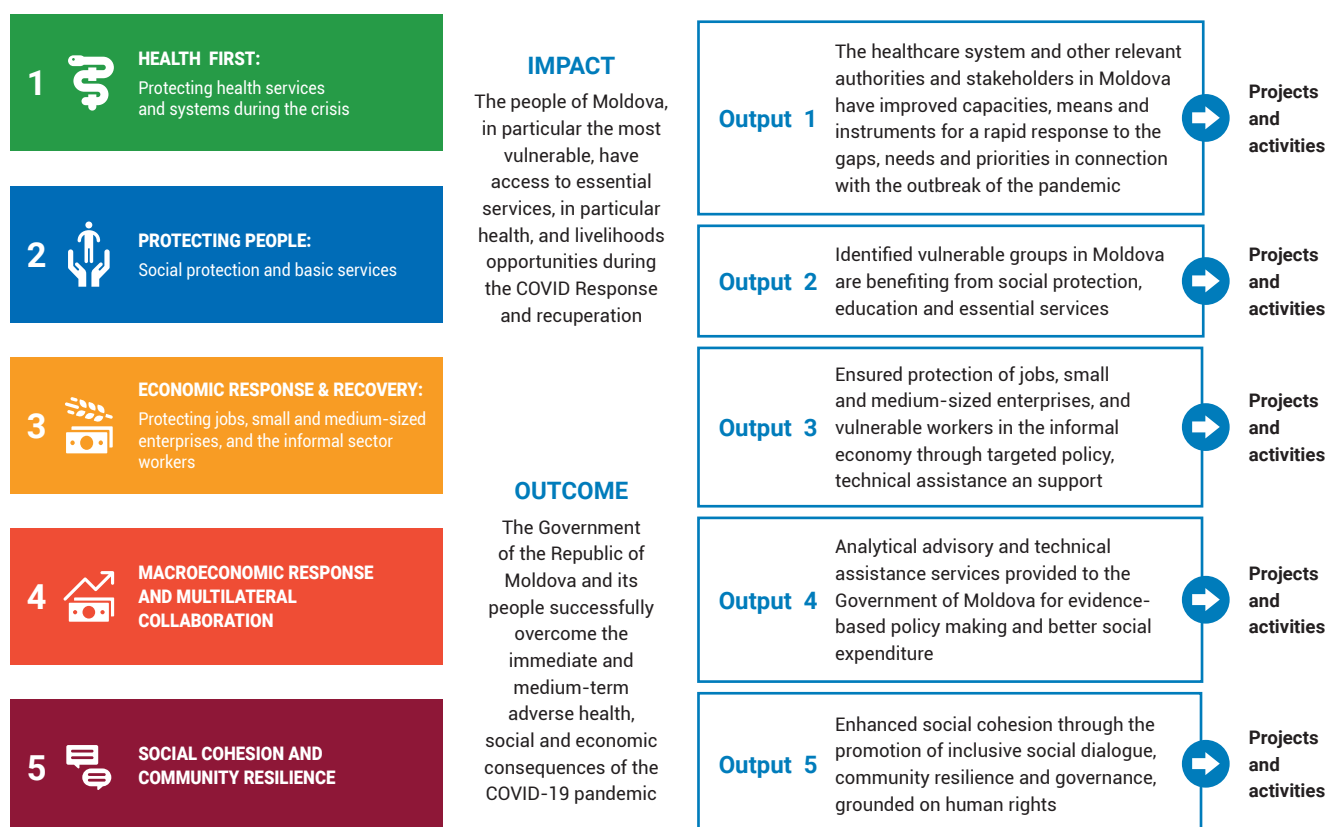 1
HEALTH FIRST:
Protecting health services
and systems during the crisis
2
PROTECTING PEOPLE:
Social protection and basic services
3
ECONOMIC RESPONSE & RECOVERY:
Protecting jobs, small and medium-sized
enterprises, and the informal sector
workers
4
MACROECONOMIC RESPONSE
AND MULTILATERAL
COLLABORATION
5
SOCIAL COHESION AND
COMMUNITY RESILIENCE
IMPACT
The people of Moldova,
in particular the most
vulnerable, have
access to essential
services, in particular
health, and livelihoods
opportunities during
the COVID Response
and recuperation
OUTCOME
The Government
of the Republic of
Moldova and its
people successfully
overcome the
immediate and
medium-term
adverse health,
social and economic
consequences of the
COVID-19 pandemic
Output 1
The healthcare system and other relevant
authorities and stakeholders in Moldova
have improved capacities, means and
instruments for a rapid response to the
gaps, needs and priorities in connection
with the outbreak of the pandemic
Projects
and
activities
Output 2
Identified vulnerable groups in Moldova
are benefiting from social protection,
education and essential services
Projects
and
activities
Output 3
Ensured protection of jobs, small
and medium-sized enterprises, and
vulnerable workers in the informal
economy through targeted policy,
technical assistance an support
Projects
and
activities
Output 4
Analytical advisory and technical
assistance services provided to the
Government of Moldova for evidence-
based policy making and better social
expenditure
Projects
and
activities
Output 5
Enhanced social cohesion through the
promotion of inclusive social dialogue,
community resilience and governance,
grounded on human rights
Projects
and
activities